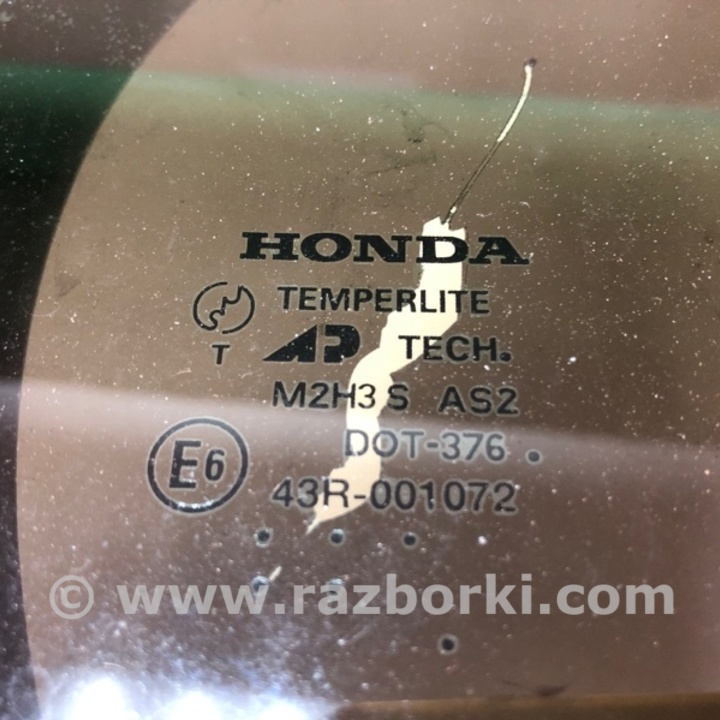 HONDA
TEMPERLITE
T AP TECH.
M2H3 S AS2
DOT-376 .
E6 43R-001072
© www.razborki.com